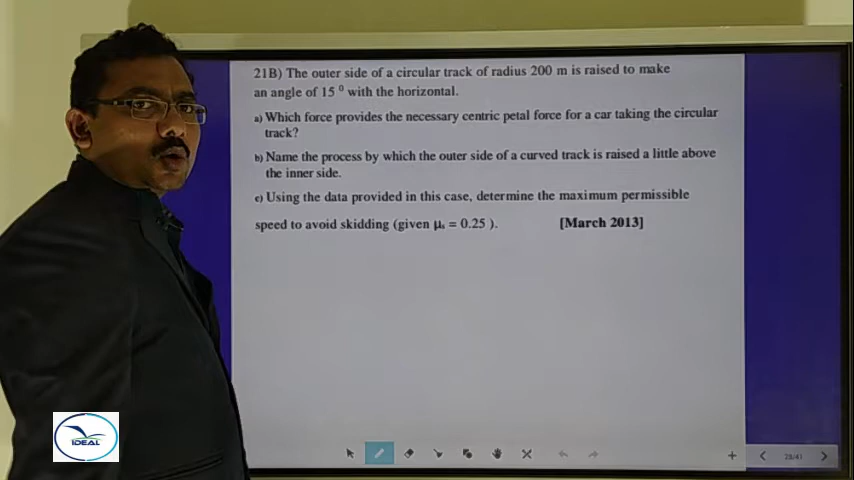 21B) The outer side of a circular track of radius 200 m is raised to make
an angle of 15 ⁰ with the horizontal.
a) Which force provides the necessary centric petal force for a car taking the circular
track?
b) Name the process by which the outer side of a curved track is raised a little above
the inner side.
c) Using the data provided in this case, determine the maximum permissible
speed to avoid skidding (given μₛ = 0.25 ). [March 2013]
IDEAL
20/41